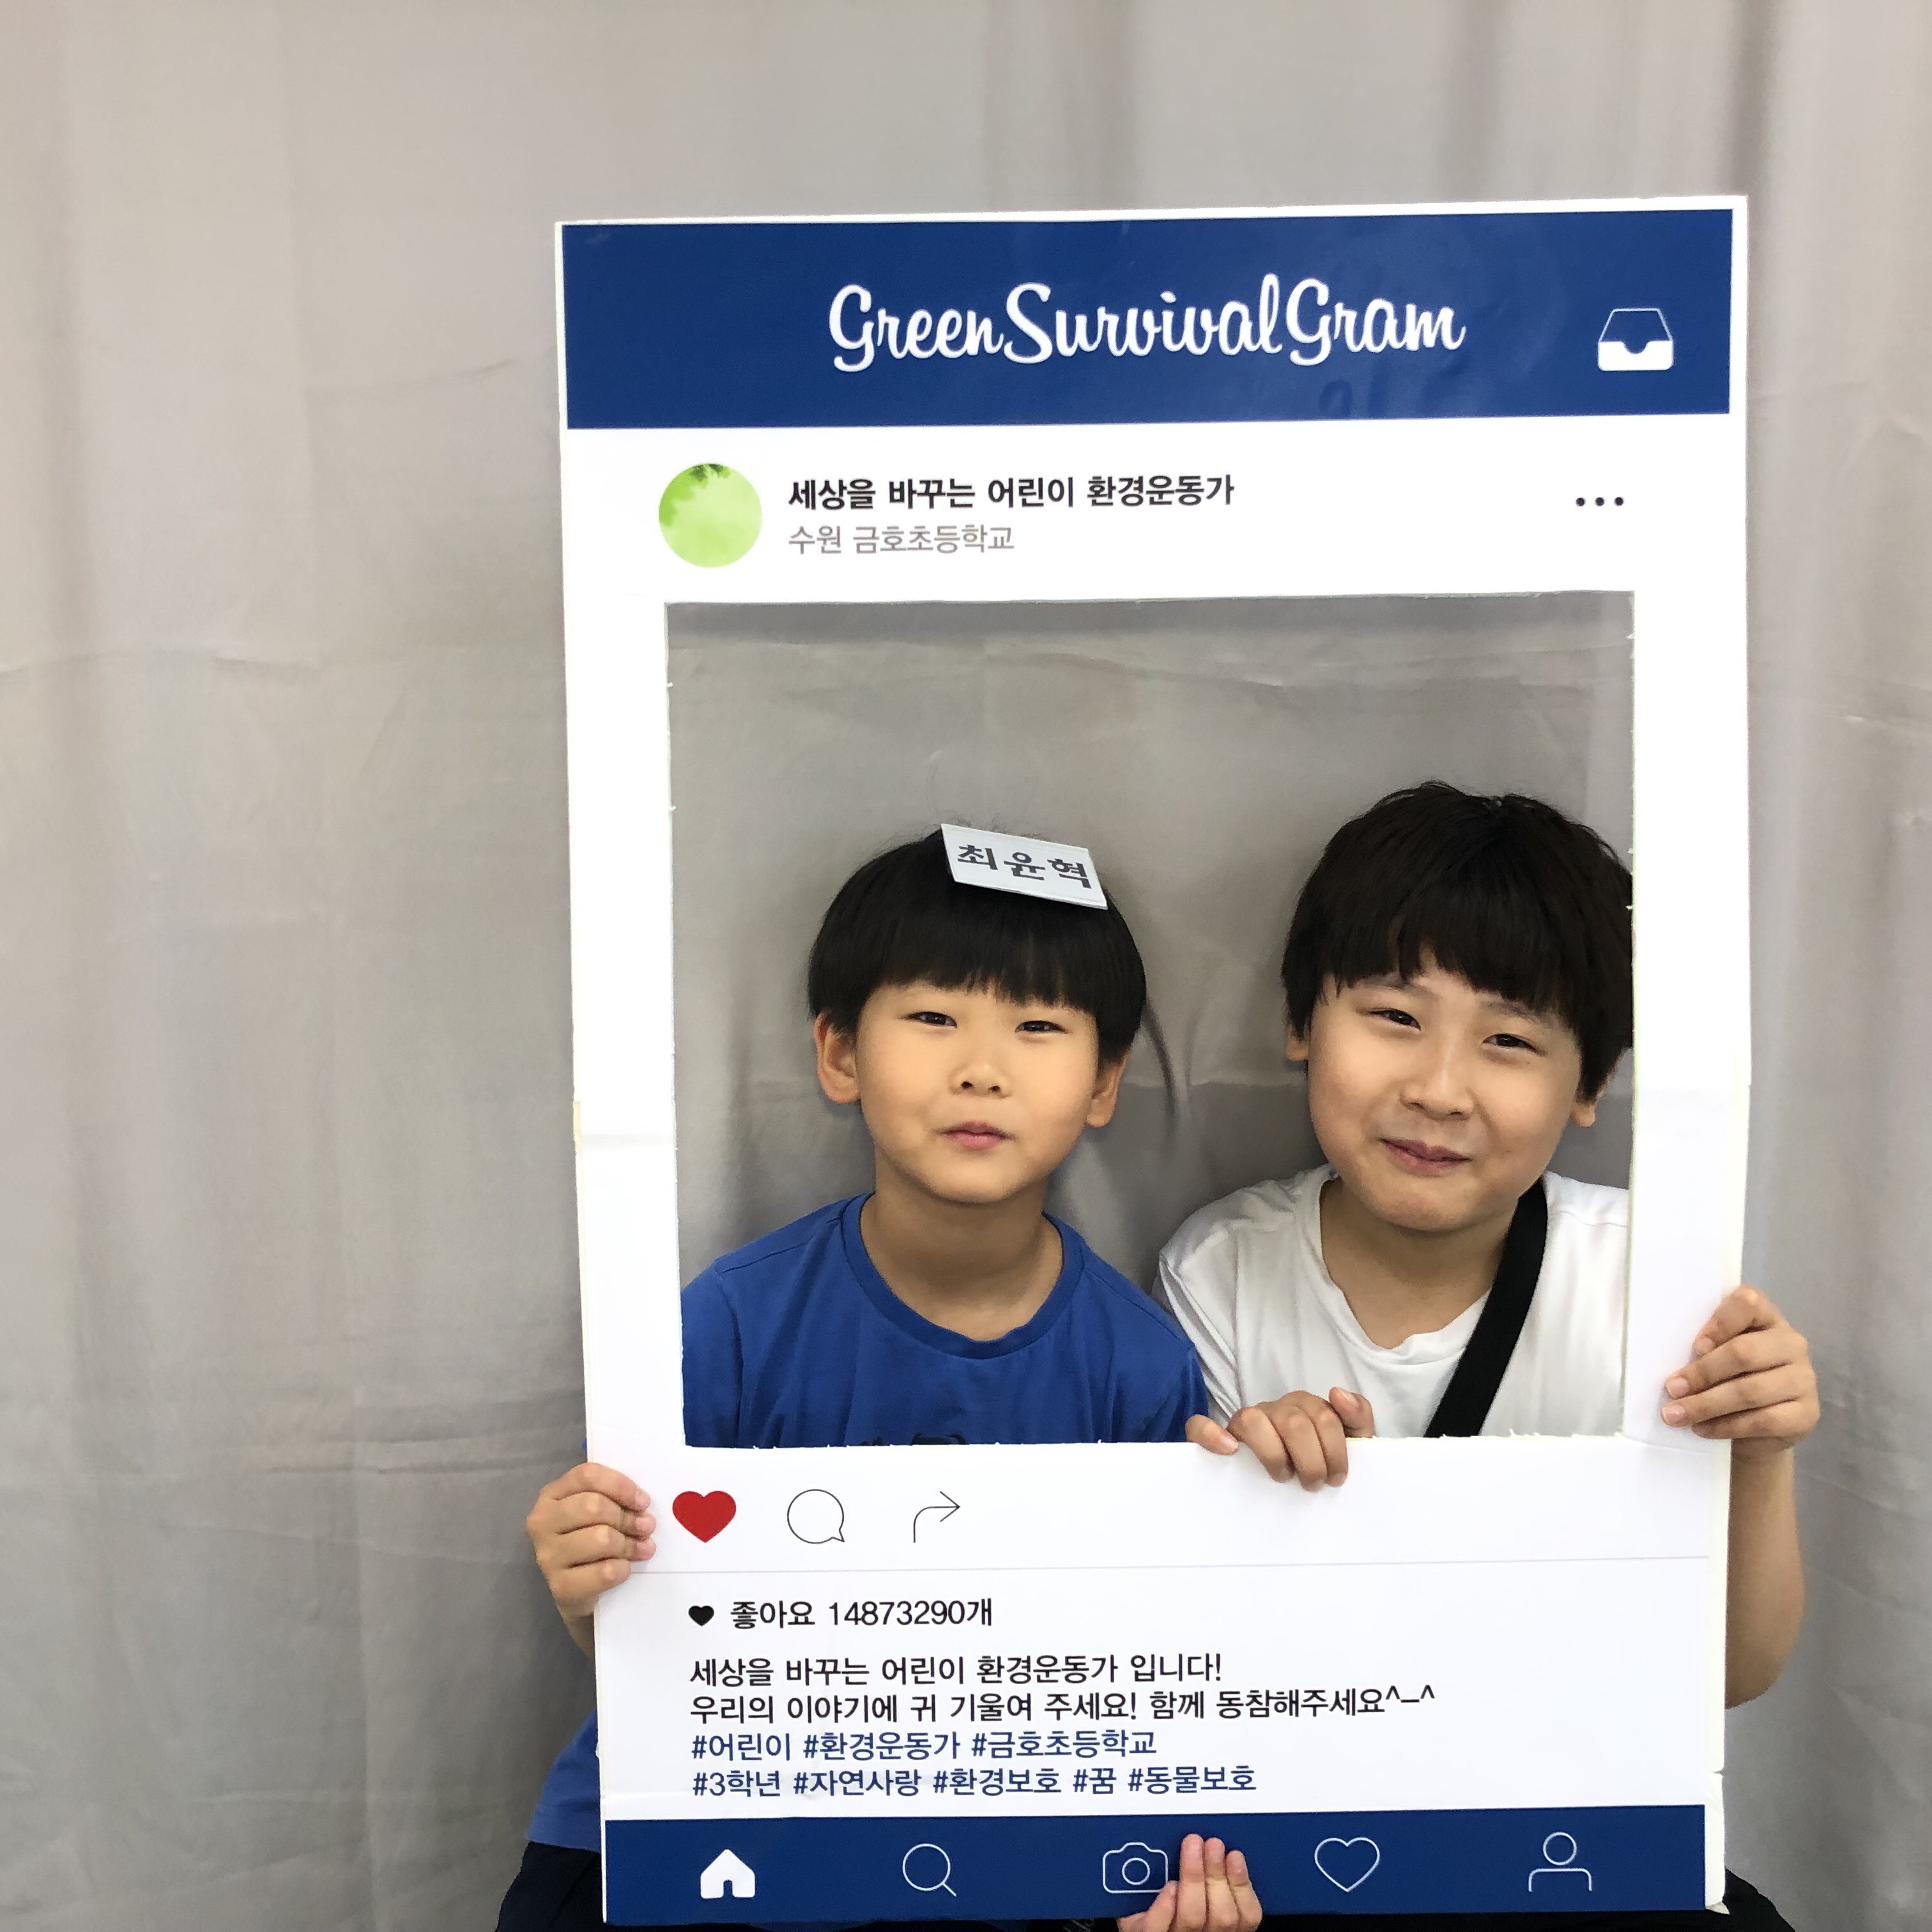 GreenSurvivalGram
세상을 바꾸는 어린이 환경운동가
수원 금호초등학교
최윤혁
좋아요 14873290개
세상을 바꾸는 어린이 환경운동가 입니다!
우리의 이야기에 귀 기울여 주세요! 함께 동참해주세요^-^
#어린이 #환경운동가 #금호초등학교
#3학년 #자연사랑 #환경보호 #꿈 #동물보호